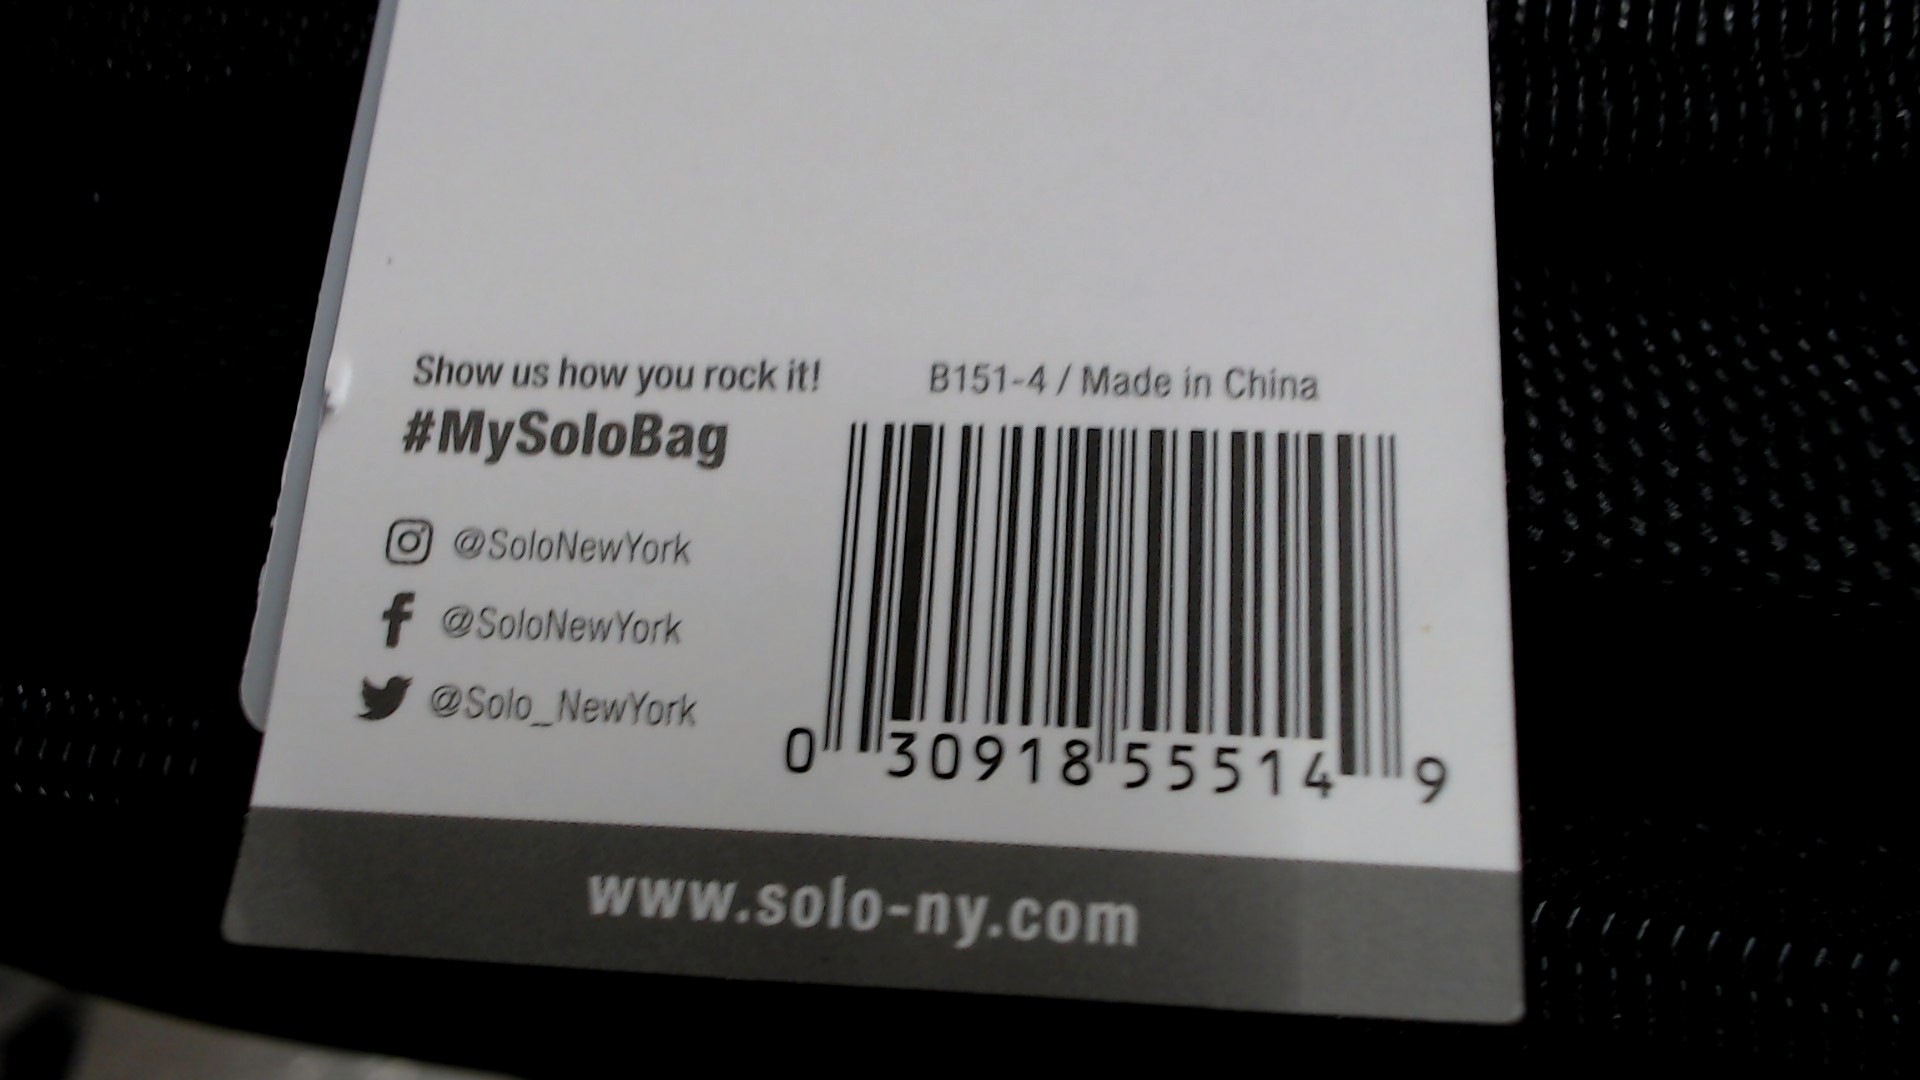 Show us how you rock it!
#MySoloBag
@SoloNewYork
@SoloNewYork
@Solo_NewYork
B151-4 / Made in China
0 30918 55514 9
www.solo-ny.com